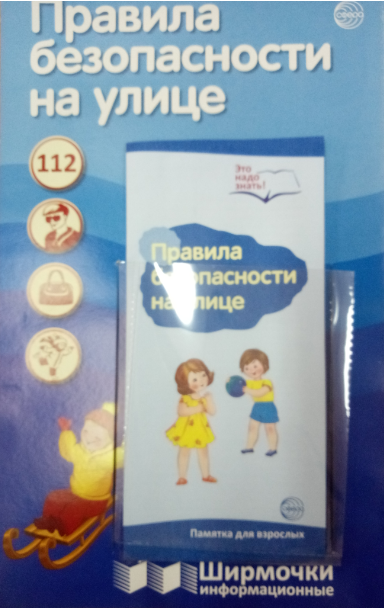 Правила
безопасности
на улице
112
Это
надо
знать!
Правила
безопасности
на улице
Памятка для взрослых
Ширмочки
информационные